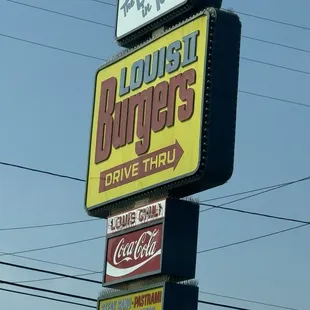 LOUIS II
Burgers
DRIVE THRU
LOUIS CHILI
Coca-Cola
PASTRAMI